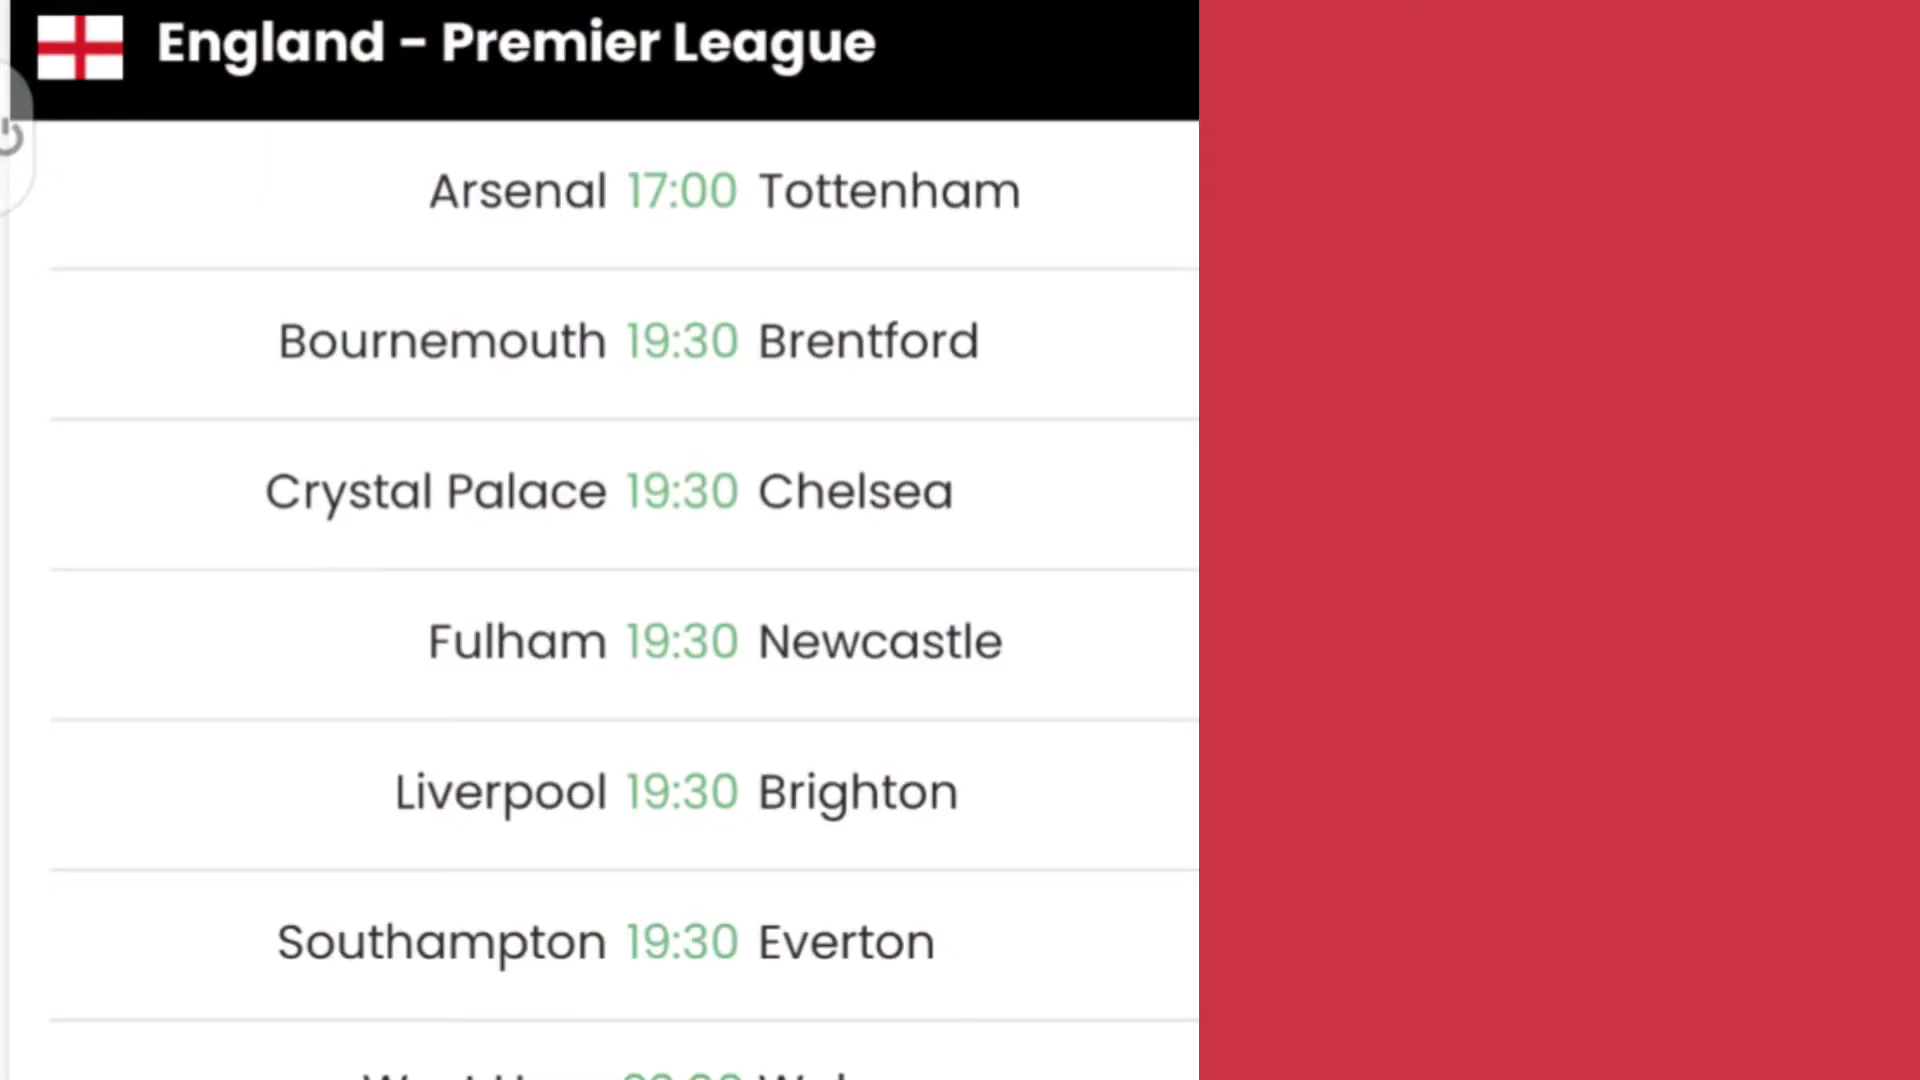 England - Premier League
Arsenal 17:00 Tottenham
Bournemouth 19:30 Brentford
Crystal Palace 19:30 Chelsea
Fulham 19:30 Newcastle
Liverpool 19:30 Brighton
Southampton 19:30 Everton